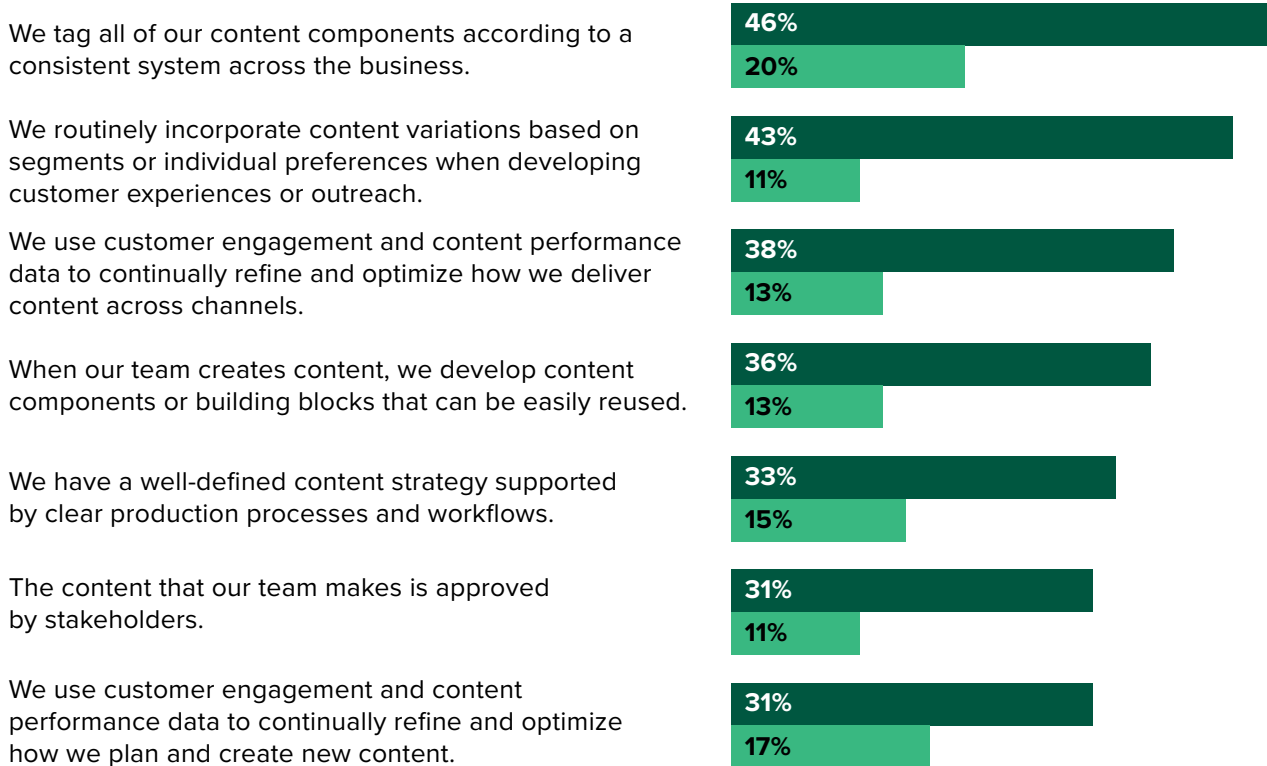 We tag all of our content components according to a
consistent system across the business.
46%
20%
We routinely incorporate content variations based on
segments or individual preferences when developing
customer experiences or outreach.
43%
11%
We use customer engagement and content performance
data to continually refine and optimize how we deliver
content across channels.
38%
13%
When our team creates content, we develop content
components or building blocks that can be easily reused.
36%
13%
We have a well-defined content strategy supported
by clear production processes and workflows.
33%
15%
The content that our team makes is approved
by stakeholders.
31%
11%
We use customer engagement and content
performance data to continually refine and optimize
how we plan and create new content.
31%
17%